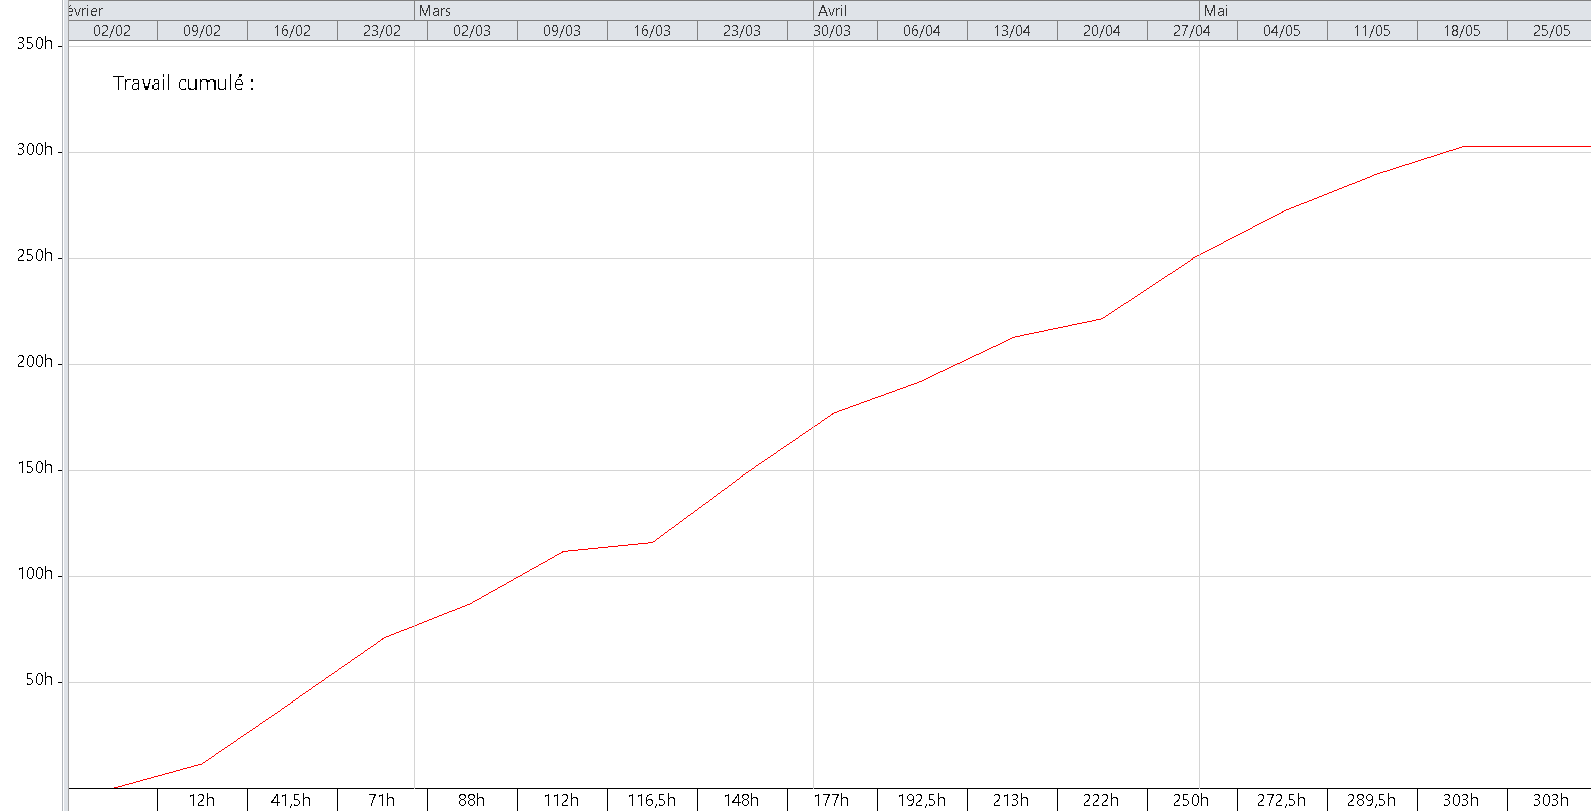 évrier Mars Avril Mai
02/02 09/02 16/02 23/02 02/03 09/03 16/03 23/03 30/03 06/04 13/04 20/04 27/04 04/05 11/05 18/05 25/05
350h
Travail cumulé :
300h
250h
200h
150h
100h
50h
12h 41,5h 71h 88h 112h 116,5h 148h 177h 192,5h 213h 222h 250h 272,5h 289,5h 303h 303h